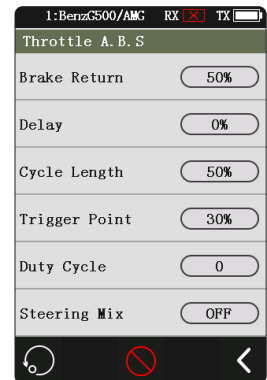 1:BenzG500/AMG RX TX
Throttle A.B.S
Brake Return 50%
Delay 0%
Cycle Length 50%
Trigger Point 30%
Duty Cycle 0
Steering Mix OFF